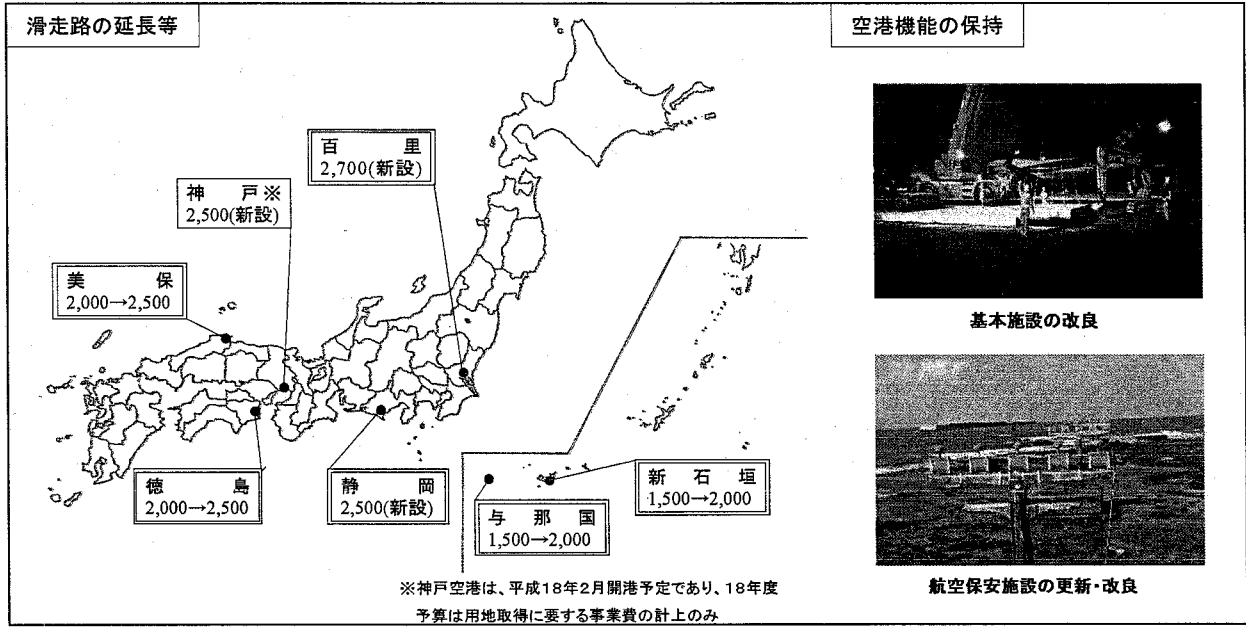 滑走路の延長等
百里
2,700(新設)
神戸※
2,500(新設)
美保
2,000→2,500
徳島
2,000→2,500
静岡
2,500(新設)
与那国
1,500→2,000
新石垣
1,500→2,000
※神戸空港は、平成18年2月開港予定であり、18年度
予算は用地取得に要する事業費の計上のみ
空港機能の保持
基本施設の改良
航空保安施設の更新・改良